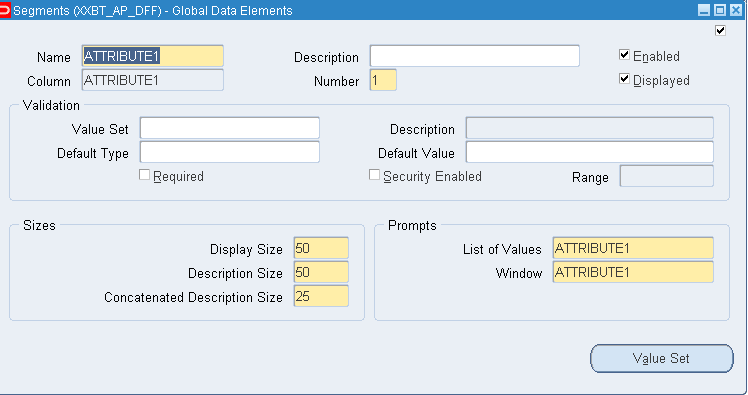 Segments (XXBT_AP_DFF) - Global Data Elements
Name ATTRIBUTE1 Description Enabled
Column ATTRIBUTE1 Number 1 Displayed
Validation
Value Set Description
Default Type Default Value
Required Security Enabled Range
Sizes Prompts
Display Size 50 List of Values ATTRIBUTE1
Description Size 50 Window ATTRIBUTE1
Concatenated Description Size 25
Value Set